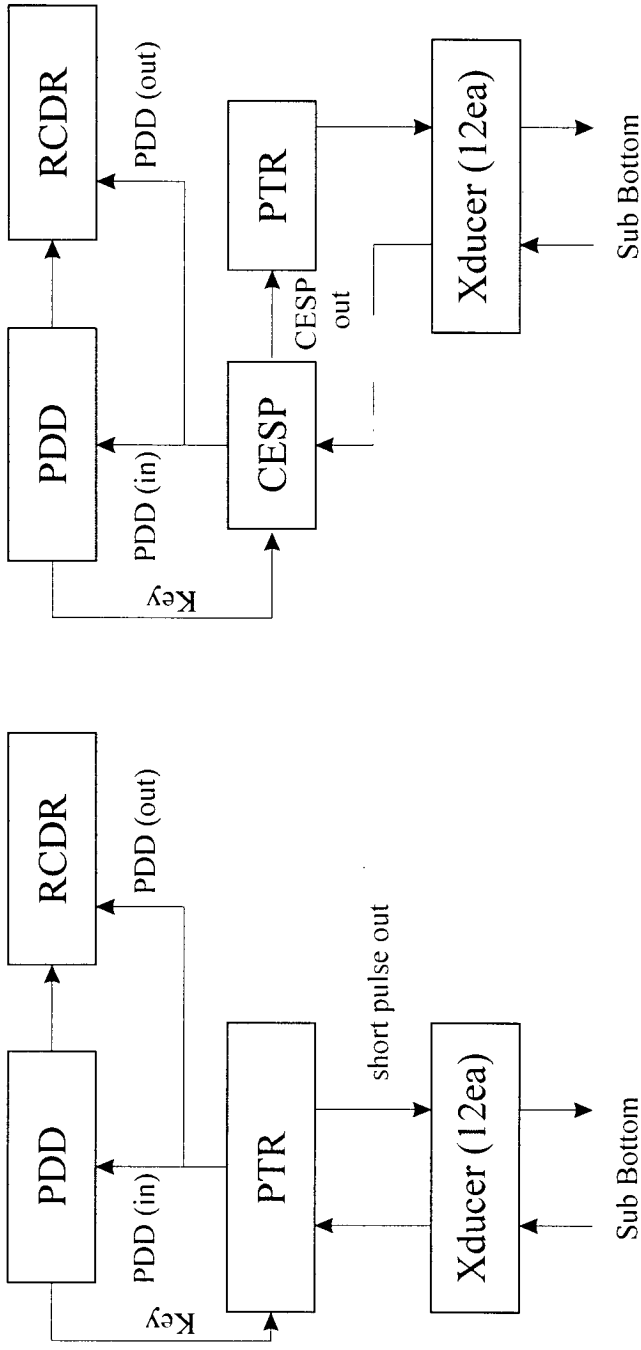 PDD
RCDR
Key
PDD (in)
PDD (out)
PTR
short pulse out
Xducer (12ea)
Sub Bottom
PDD
RCDR
Key
PDD (in)
PDD (out)
CESP
CESP
out
PTR
Xducer (12ea)
Sub Bottom